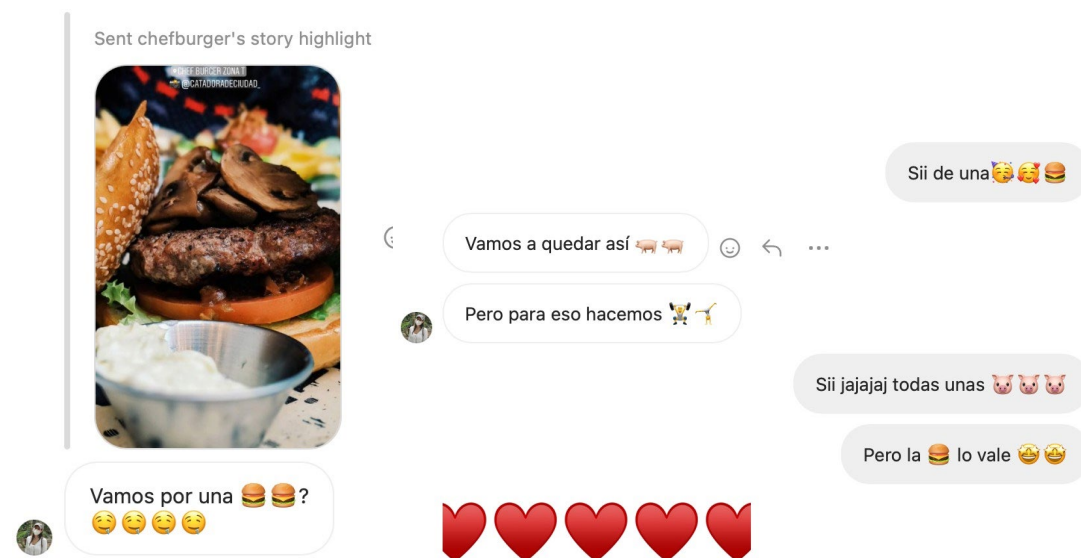 Sent chefburger's story highlight
CHEF BURGER ZONA T
@CATADORADECIUDAD_
Vamos por una 🍔🍔?
🤤🤤🤤🤤
Sii de una🥳🥰🍔
Vamos a quedar así 🐖🐖
Pero para eso hacemos 🏋️🤸
Sii jajajaj todas unas 🐷🐷🐷
Pero la 🍔 lo vale 🤩🤩